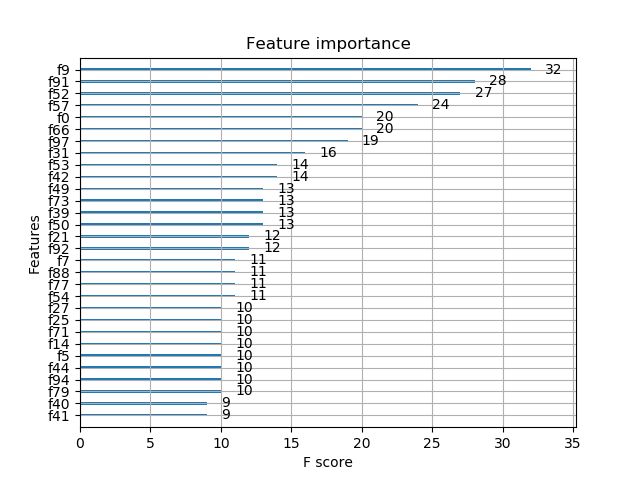 Feature importance
f9 32
f91 28
f52 27
f57 24
f0 20
f66 20
f97 19
f31 16
f53 14
f42 14
f49 13
f73 13
f39 13
f50 13
f21 12
f92 12
f7 11
f88 11
f77 11
f54 11
f27 10
f25 10
f71 10
f14 10
f5 10
f44 10
f94 10
f79 10
f40 9
f41 9
Features
0 5 10 15 20 25 30 35
F score